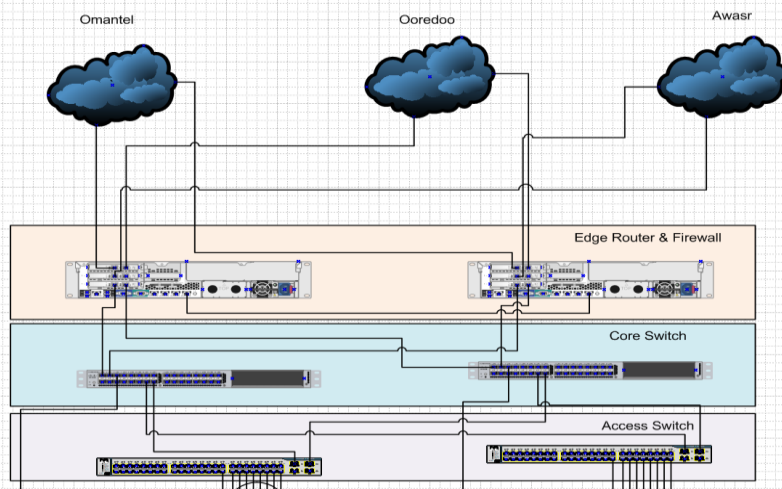 Omantel
Ooredoo
Awasr
Edge Router & Firewall
Core Switch
Access Switch